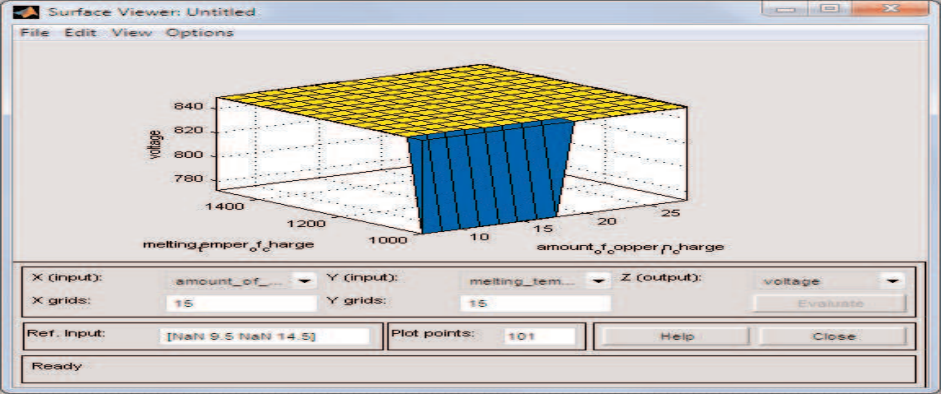 Surface Viewer: Untitled
File Edit View Options
840
820
800
780
voltage
1400
1200
1000
melting_temper_of_charge
10
15
20
25
amount_of_copper_in_charge
X (input): amount_of_... Y (input): melting_tem... Z (output): voltage
X grids: 15 Y grids: 15 Evaluate
Ref. Input: [NaN 9.5 NaN 14.5] Plot points: 101 Help Close
Ready